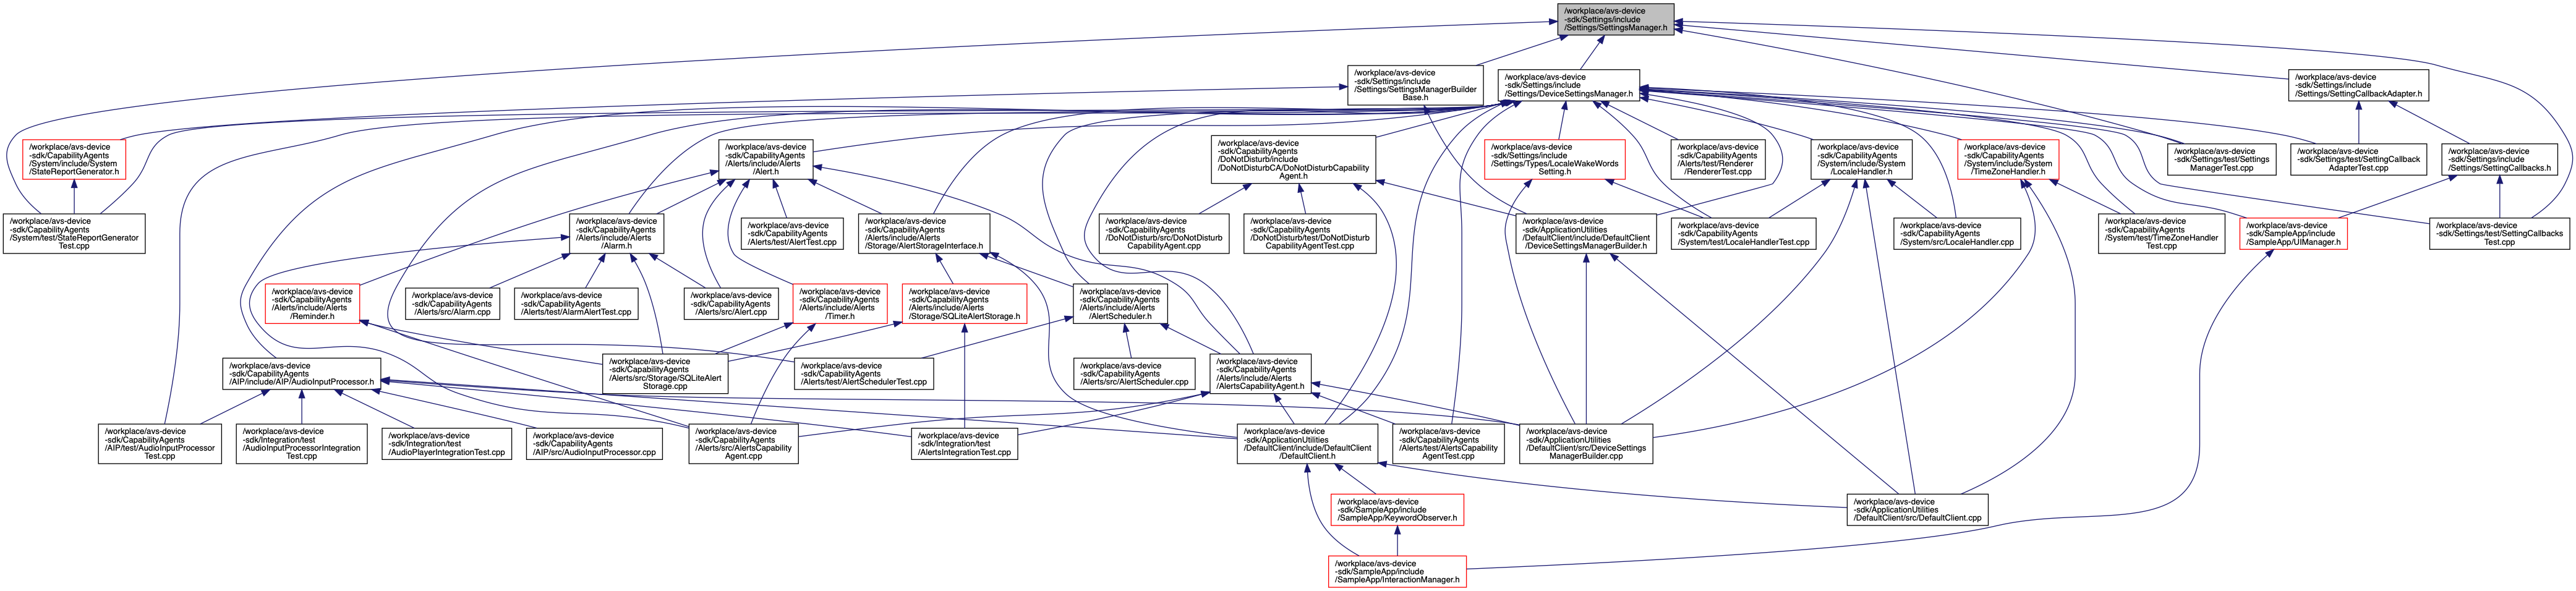 /workplace/avs-device
-sdk/Settings/include
/Settings/SettingsManager.h
/workplace/avs-device
-sdk/Settings/include
/Settings/SettingsManagerBuilder
Base.h
/workplace/avs-device
-sdk/Settings/include
/Settings/DeviceSettingsManager.h
/workplace/avs-device
-sdk/Settings/include
/Settings/SettingCallbackAdapter.h
/workplace/avs-device
-sdk/CapabilityAgents
/System/include/System
/StateReportGenerator.h
/workplace/avs-device
-sdk/CapabilityAgents
/Alerts/include/Alerts
/Alert.h
/workplace/avs-device
-sdk/CapabilityAgents
/DoNotDisturb/include
/DoNotDisturbCA/DoNotDisturbCapability
Agent.h
/workplace/avs-device
-sdk/Settings/include
/Settings/Types/LocaleWakeWords
Setting.h
/workplace/avs-device
-sdk/CapabilityAgents
/Alerts/test/Renderer
/RendererTest.cpp
/workplace/avs-device
-sdk/CapabilityAgents
/System/include/System
/LocaleHandler.h
/workplace/avs-device
-sdk/CapabilityAgents
/System/include/System
/TimeZoneHandler.h
/workplace/avs-device
-sdk/Settings/test/Settings
ManagerTest.cpp
/workplace/avs-device
-sdk/Settings/test/SettingCallback
AdapterTest.cpp
/workplace/avs-device
-sdk/Settings/include
/Settings/SettingCallbacks.h
/workplace/avs-device
-sdk/CapabilityAgents
/System/test/StateReportGenerator
Test.cpp
/workplace/avs-device
-sdk/CapabilityAgents
/Alerts/include/Alerts
/Alarm.h
/workplace/avs-device
-sdk/CapabilityAgents
/Alerts/test/AlertTest.cpp
/workplace/avs-device
-sdk/CapabilityAgents
/Alerts/include/Alerts
/Storage/AlertStorageInterface.h
/workplace/avs-device
-sdk/CapabilityAgents
/DoNotDisturb/src/DoNotDisturb
CapabilityAgent.cpp
/workplace/avs-device
-sdk/CapabilityAgents
/DoNotDisturb/test/DoNotDisturb
CapabilityAgentTest.cpp
/workplace/avs-device
-sdk/ApplicationUtilities
/DefaultClient/include/DefaultClient
/DeviceSettingsManagerBuilder.h
/workplace/avs-device
-sdk/CapabilityAgents
/System/test/LocaleHandlerTest.cpp
/workplace/avs-device
-sdk/CapabilityAgents
/System/src/LocaleHandler.cpp
/workplace/avs-device
-sdk/CapabilityAgents
/System/test/TimeZoneHandler
Test.cpp
/workplace/avs-device
-sdk/SampleApp/include
/SampleApp/UIManager.h
/workplace/avs-device
-sdk/Settings/test/SettingCallbacks
Test.cpp
/workplace/avs-device
-sdk/CapabilityAgents
/Alerts/include/Alerts
/Reminder.h
/workplace/avs-device
-sdk/CapabilityAgents
/Alerts/src/Alarm.cpp
/workplace/avs-device
-sdk/CapabilityAgents
/Alerts/test/AlarmAlertTest.cpp
/workplace/avs-device
-sdk/CapabilityAgents
/Alerts/src/Alert.cpp
/workplace/avs-device
-sdk/CapabilityAgents
/Alerts/include/Alerts
/Timer.h
/workplace/avs-device
-sdk/CapabilityAgents
/Alerts/include/Alerts
/Storage/SQLiteAlertStorage.h
/workplace/avs-device
-sdk/CapabilityAgents
/Alerts/include/Alerts
/AlertScheduler.h
/workplace/avs-device
-sdk/CapabilityAgents
/AIP/include/AIP/AudioInputProcessor.h
/workplace/avs-device
-sdk/CapabilityAgents
/Alerts/src/Storage/SQLiteAlert
Storage.cpp
/workplace/avs-device
-sdk/CapabilityAgents
/Alerts/test/AlertSchedulerTest.cpp
/workplace/avs-device
-sdk/CapabilityAgents
/Alerts/src/AlertScheduler.cpp
/workplace/avs-device
-sdk/CapabilityAgents
/Alerts/include/Alerts
/AlertsCapabilityAgent.h
/workplace/avs-device
-sdk/CapabilityAgents
/AIP/test/AudioInputProcessor
Test.cpp
/workplace/avs-device
-sdk/Integration/test
/AudioInputProcessorIntegration
Test.cpp
/workplace/avs-device
-sdk/Integration/test
/AudioPlayerIntegrationTest.cpp
/workplace/avs-device
-sdk/CapabilityAgents
/AIP/src/AudioInputProcessor.cpp
/workplace/avs-device
-sdk/CapabilityAgents
/Alerts/src/AlertsCapability
Agent.cpp
/workplace/avs-device
-sdk/Integration/test
/AlertsIntegrationTest.cpp
/workplace/avs-device
-sdk/ApplicationUtilities
/DefaultClient/include/DefaultClient
/DefaultClient.h
/workplace/avs-device
-sdk/CapabilityAgents
/Alerts/test/AlertsCapability
AgentTest.cpp
/workplace/avs-device
-sdk/ApplicationUtilities
/DefaultClient/src/DeviceSettings
ManagerBuilder.cpp
/workplace/avs-device
-sdk/SampleApp/include
/SampleApp/KeywordObserver.h
/workplace/avs-device
-sdk/ApplicationUtilities
/DefaultClient/src/DefaultClient.cpp
/workplace/avs-device
-sdk/SampleApp/include
/SampleApp/InteractionManager.h